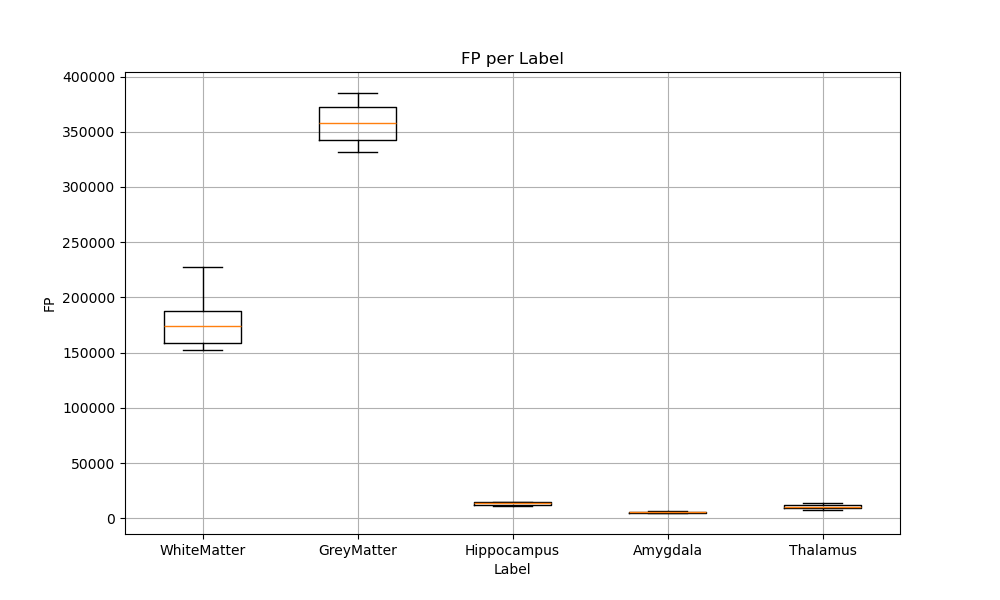 FP per Label
FP
400000
350000
300000
250000
200000
150000
100000
50000
0
WhiteMatter GreyMatter Hippocampus Amygdala Thalamus
Label